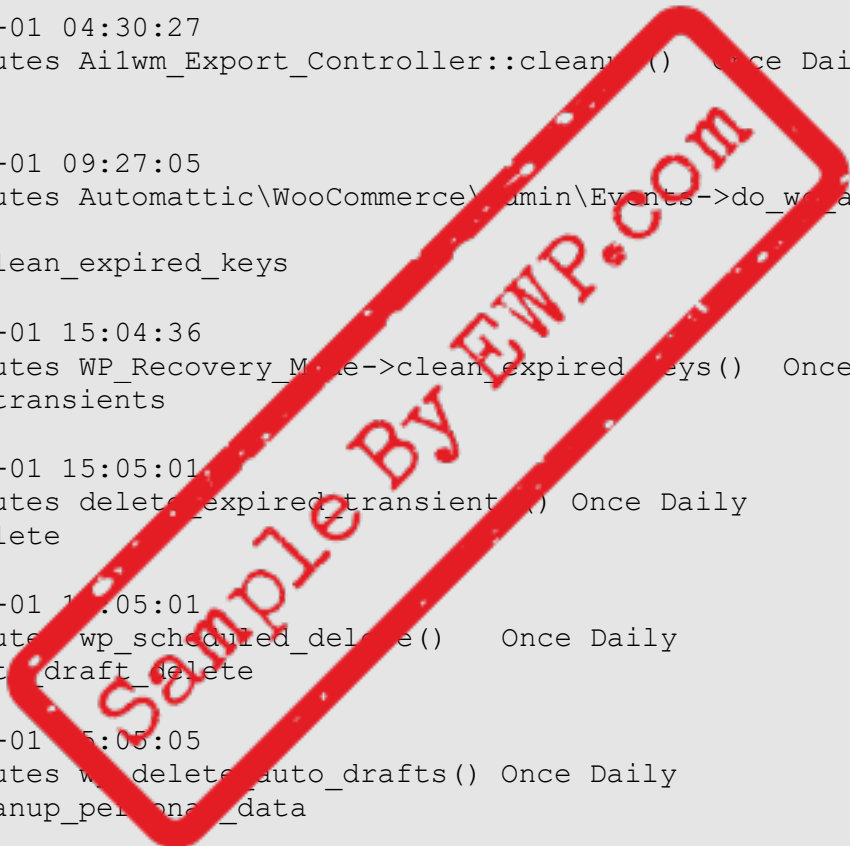 -01 04:30:27
utes Ai1wm_Export_Controller::cleanup() Once Dai
-01 09:27:05
utes Automattic\WooCommerce\Admin\Events->do_wc_a
lean_expired_keys
-01 15:04:36
utes WP_Recovery_Mode->clean_expired_keys() Once
transients
-01 15:05:01
utes delete_expired_transients() Once Daily
lete
-01 15:05:01
utes wp_scheduled_delete() Once Daily
t_draft_delete
-01 15:05:05
utes wp_delete_auto_drafts() Once Daily
anup_personal_data
Sample By EWP.com